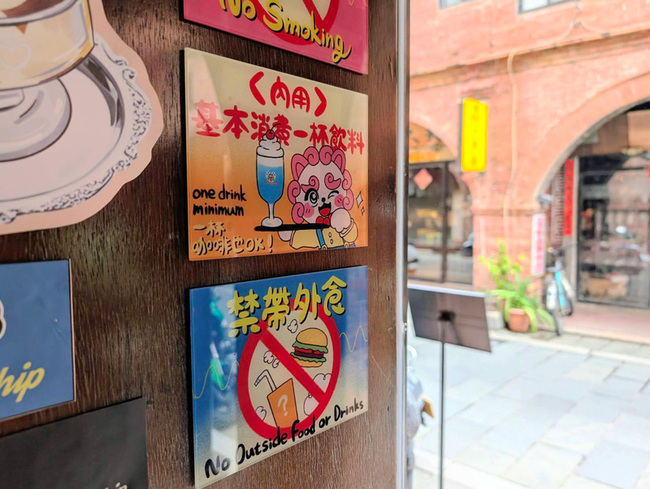 No Smoking
〈內用〉
基本消費一杯飲料
one drink
minimum
一杯
咖啡也OK!
禁帶外食
?
No Outside Food or Drinks
hip